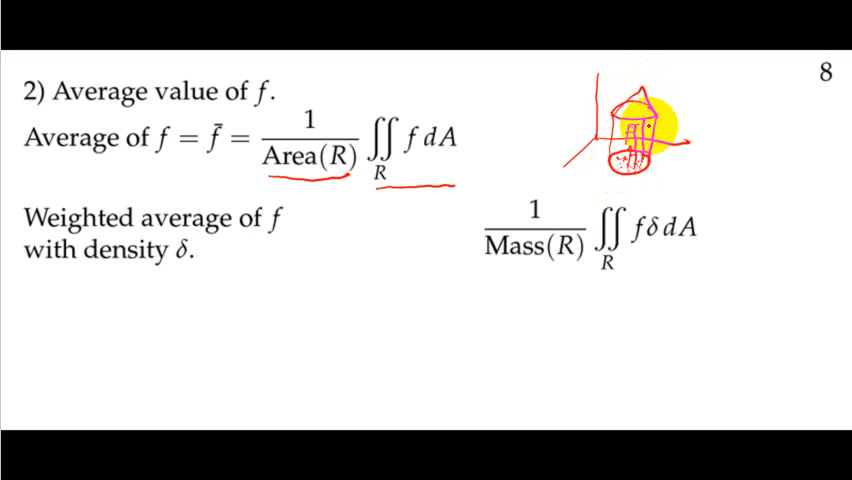 8
2) Average value of f.
Average of f = f̄ = 1/Area(R) ∬_R f dA
Weighted average of f
with density δ.
1/Mass(R) ∬_R f δ dA